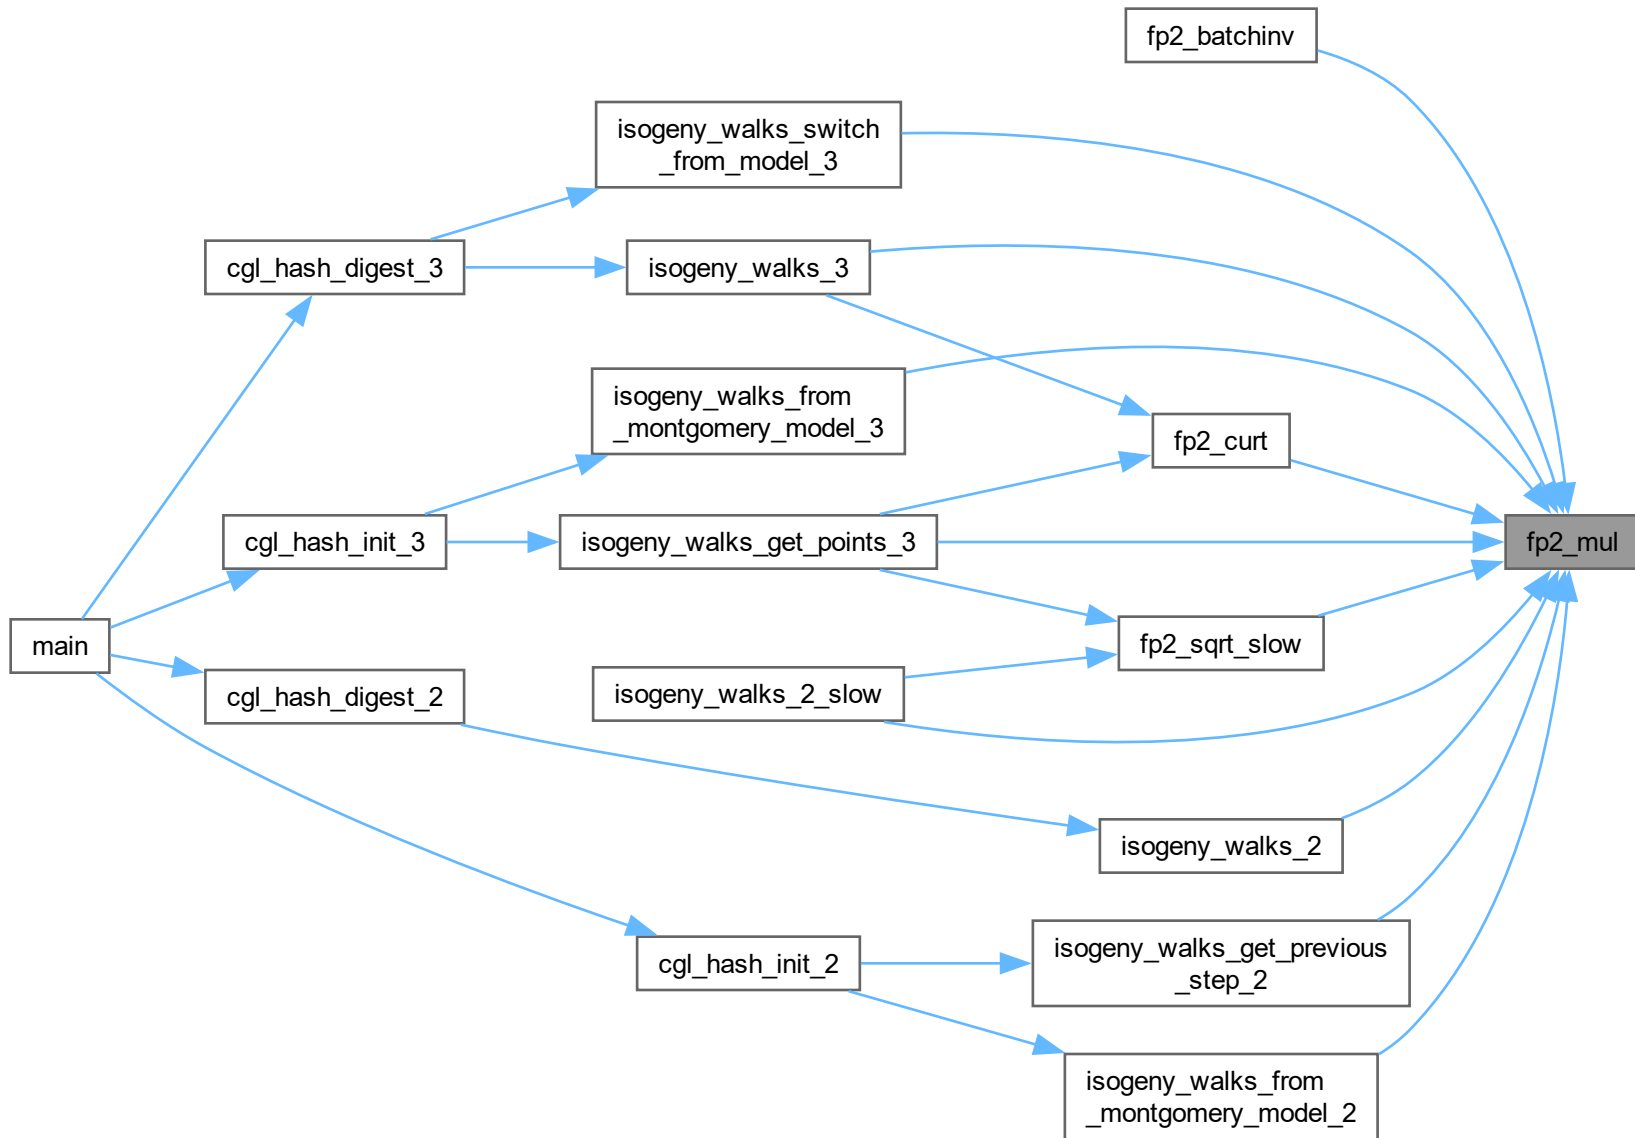 fp2_batchinv
isogeny_walks_switch
_from_model_3
cgl_hash_digest_3
isogeny_walks_3
isogeny_walks_from
_montgomery_model_3
fp2_curt
cgl_hash_init_3
isogeny_walks_get_points_3
fp2_mul
main
fp2_sqrt_slow
cgl_hash_digest_2
isogeny_walks_2_slow
isogeny_walks_2
cgl_hash_init_2
isogeny_walks_get_previous
_step_2
isogeny_walks_from
_montgomery_model_2